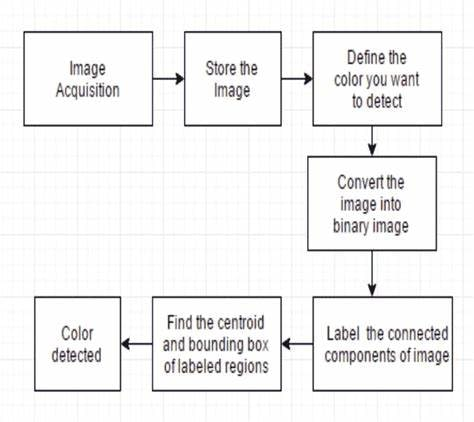 Image
Acquisition
Store the
Image
Define the
color you want
to detect
Convert the
image into
binary image
Label the connected
components of image
Find the centroid
and bounding box
of labeled regions
Color
detected